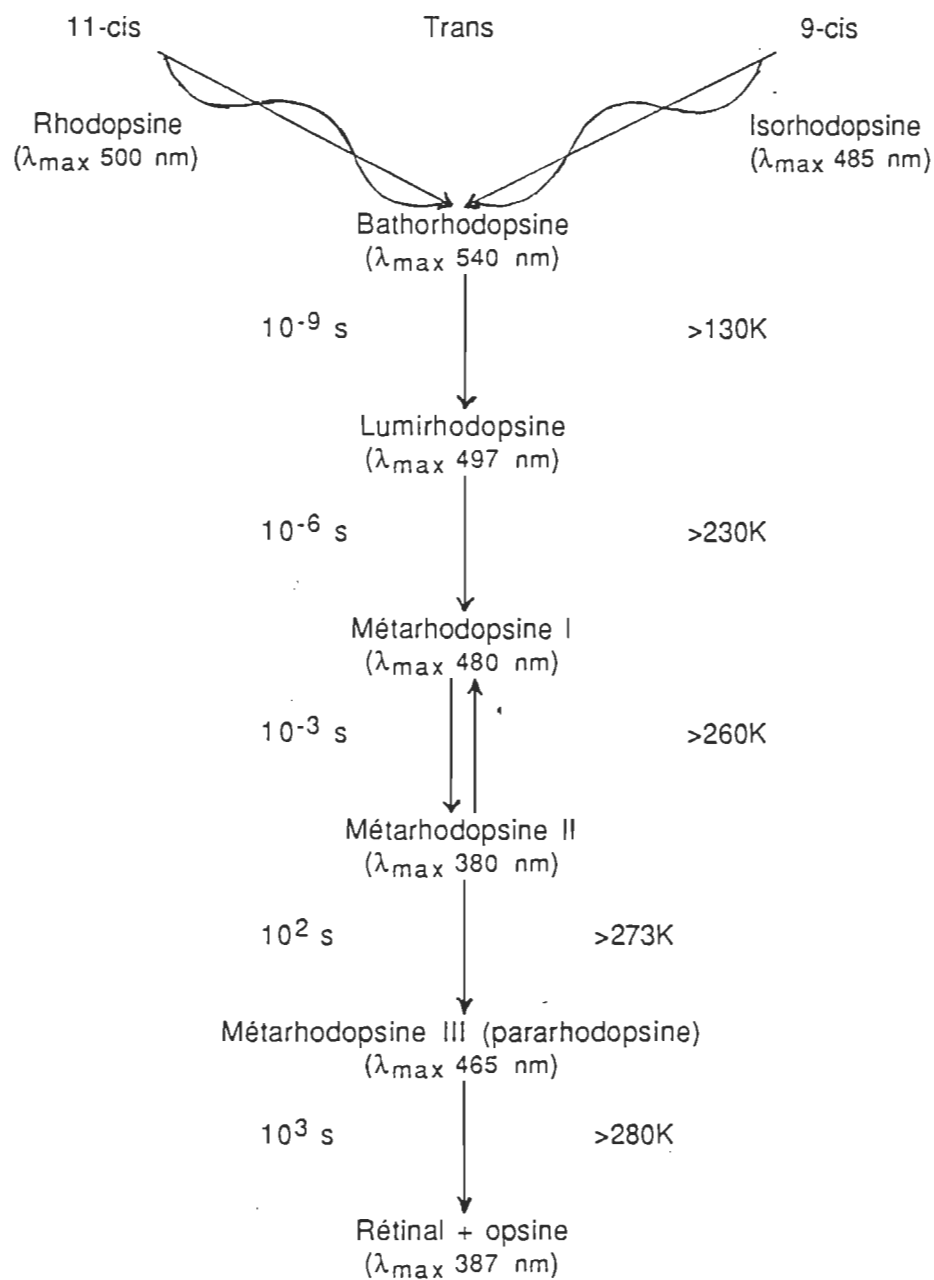 11-cis Trans 9-cis
Rhodopsine
(λmax 500 nm)
Isorhodopsine
(λmax 485 nm)
Bathorhodopsine
(λmax 540 nm)
10-9 s >130K
Lumirhodopsine
(λmax 497 nm)
10-6 s >230K
Métarhodopsine I
(λmax 480 nm)
10-3 s >260K
Métarhodopsine II
(λmax 380 nm)
102 s >273K
Métarhodopsine III (pararhodopsine)
(λmax 465 nm)
103 s >280K
Rétinal + opsine
(λmax 387 nm)